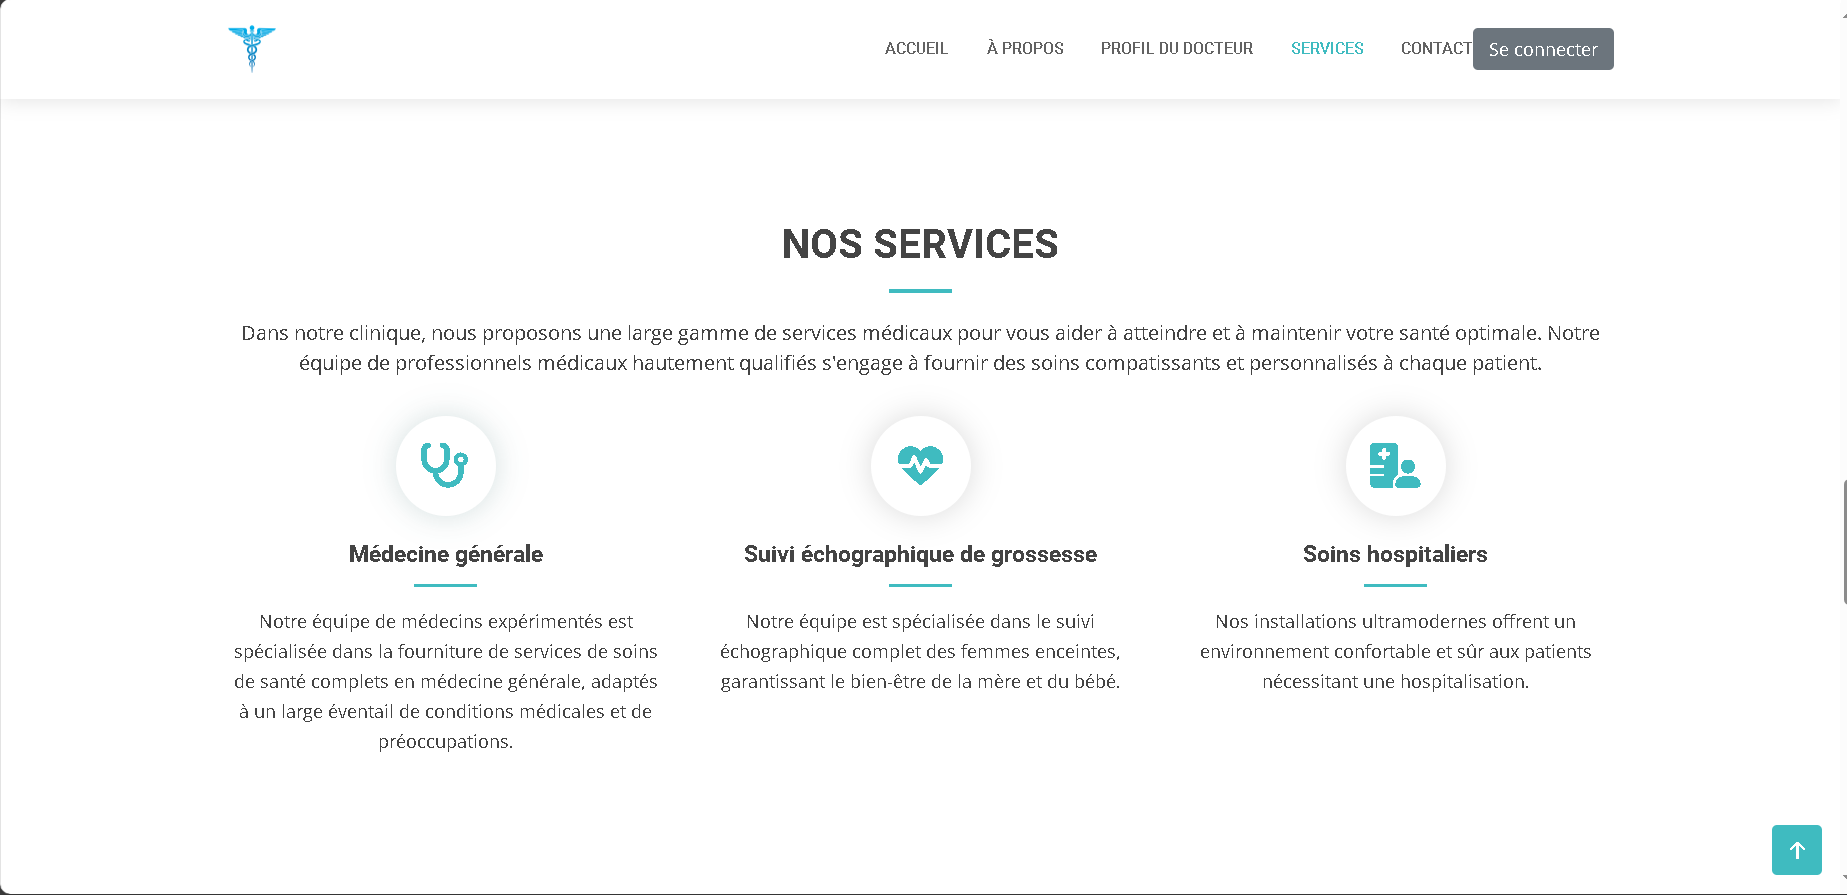 ACCUEIL À PROPOS PROFIL DU DOCTEUR SERVICES CONTACT Se connecter
NOS SERVICES
Dans notre clinique, nous proposons une large gamme de services médicaux pour vous aider à atteindre et à maintenir votre santé optimale. Notre
équipe de professionnels médicaux hautement qualifiés s'engage à fournir des soins compatissants et personnalisés à chaque patient.
Médecine générale
Notre équipe de médecins expérimentés est
spécialisée dans la fourniture de services de soins
de santé complets en médecine générale, adaptés
à un large éventail de conditions médicales et de
préoccupations.
Suivi échographique de grossesse
Notre équipe est spécialisée dans le suivi
échographique complet des femmes enceintes,
garantissant le bien-être de la mère et du bébé.
Soins hospitaliers
Nos installations ultramodernes offrent un
environnement confortable et sûr aux patients
nécessitant une hospitalisation.